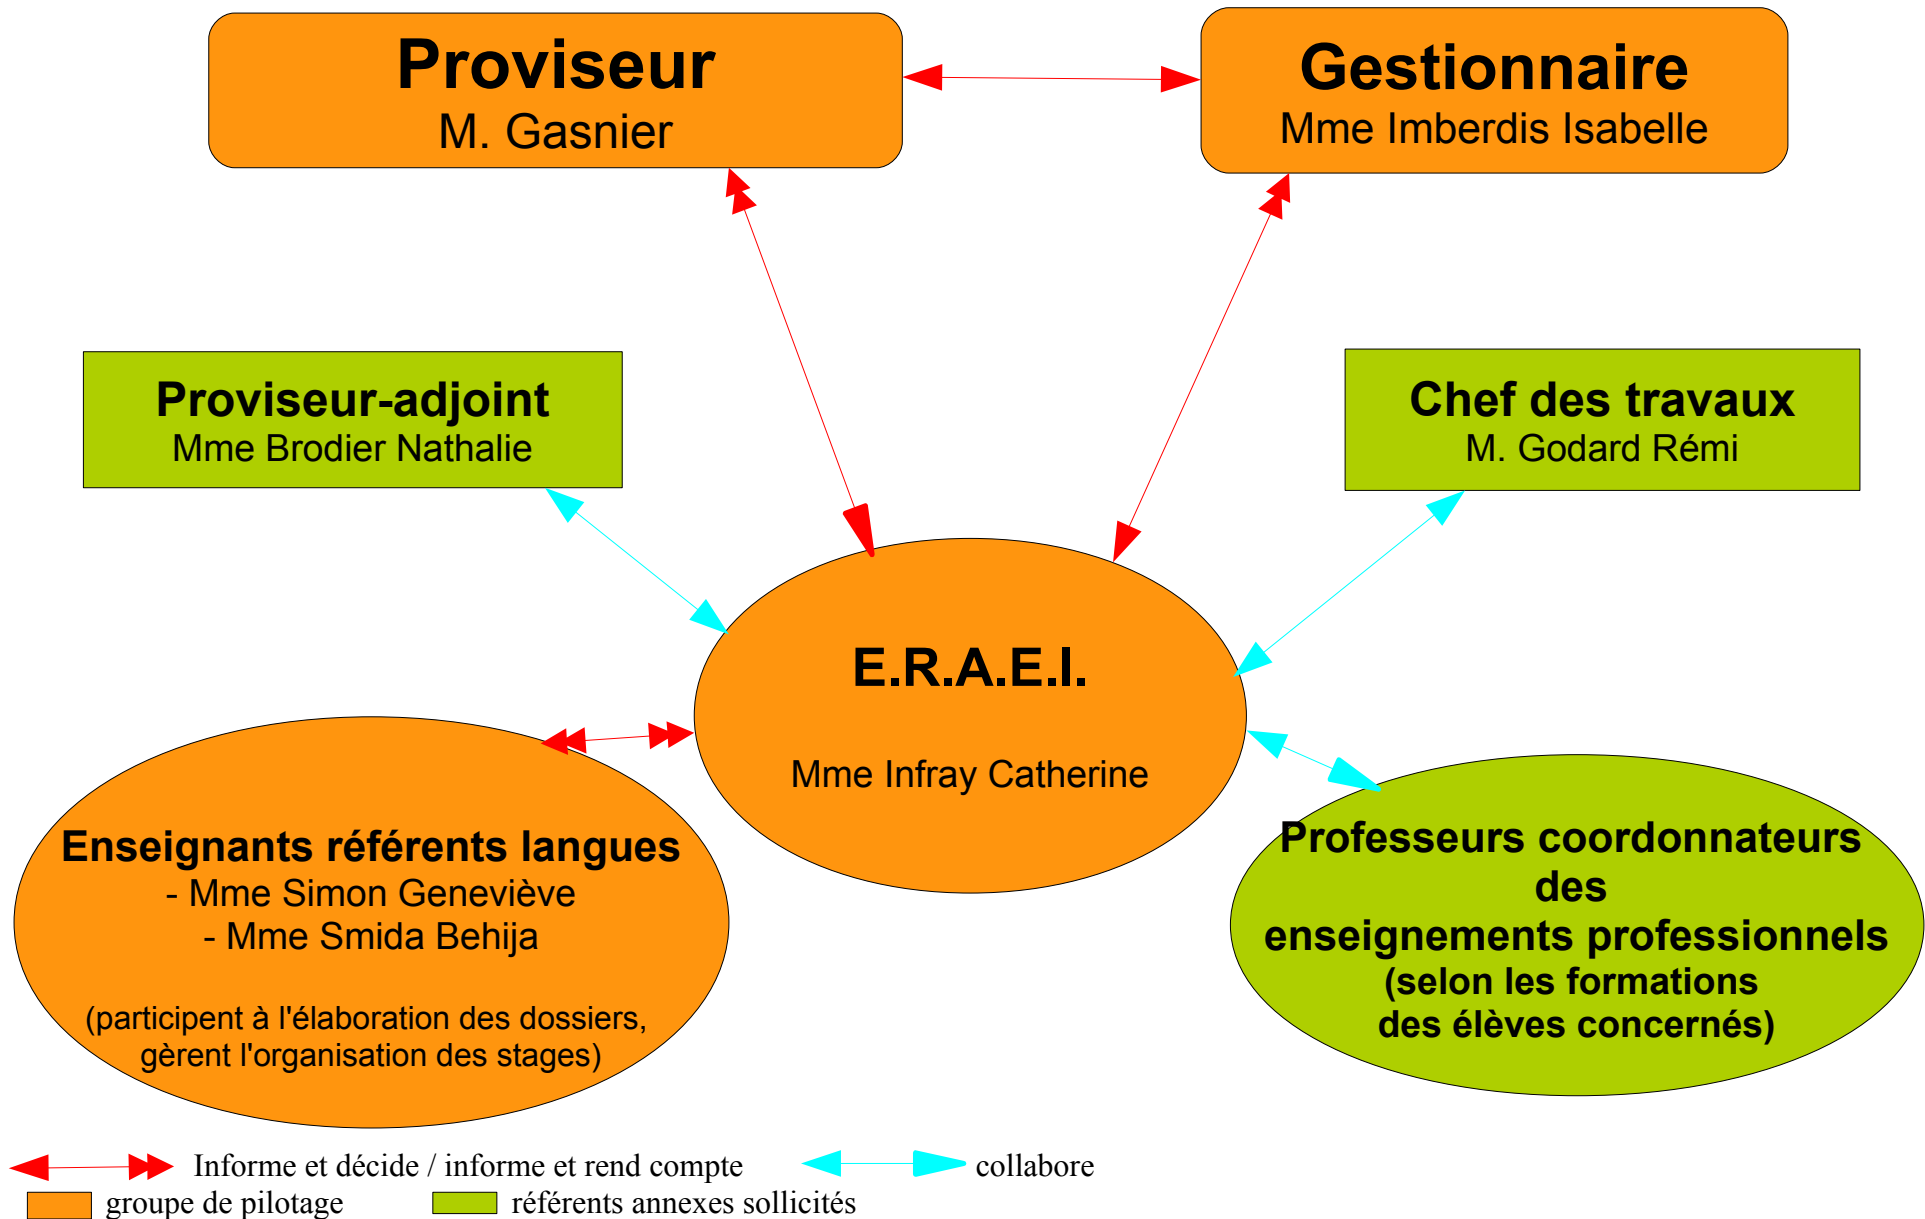 Proviseur
M. Gasnier
Gestionnaire
Mme Imberdis Isabelle
Proviseur-adjoint
Mme Brodier Nathalie
Chef des travaux
M. Godard Rémi
E.R.A.E.I.
Mme Infray Catherine
Enseignants référents langues
- Mme Simon Geneviève
- Mme Smida Behija
(participent à l'élaboration des dossiers,
gèrent l'organisation des stages)
Professeurs coordonnateurs
des
enseignements professionnels
(selon les formations
des élèves concernés)
Informe et décide / informe et rend compte
collabore
groupe de pilotage
référents annexes sollicités